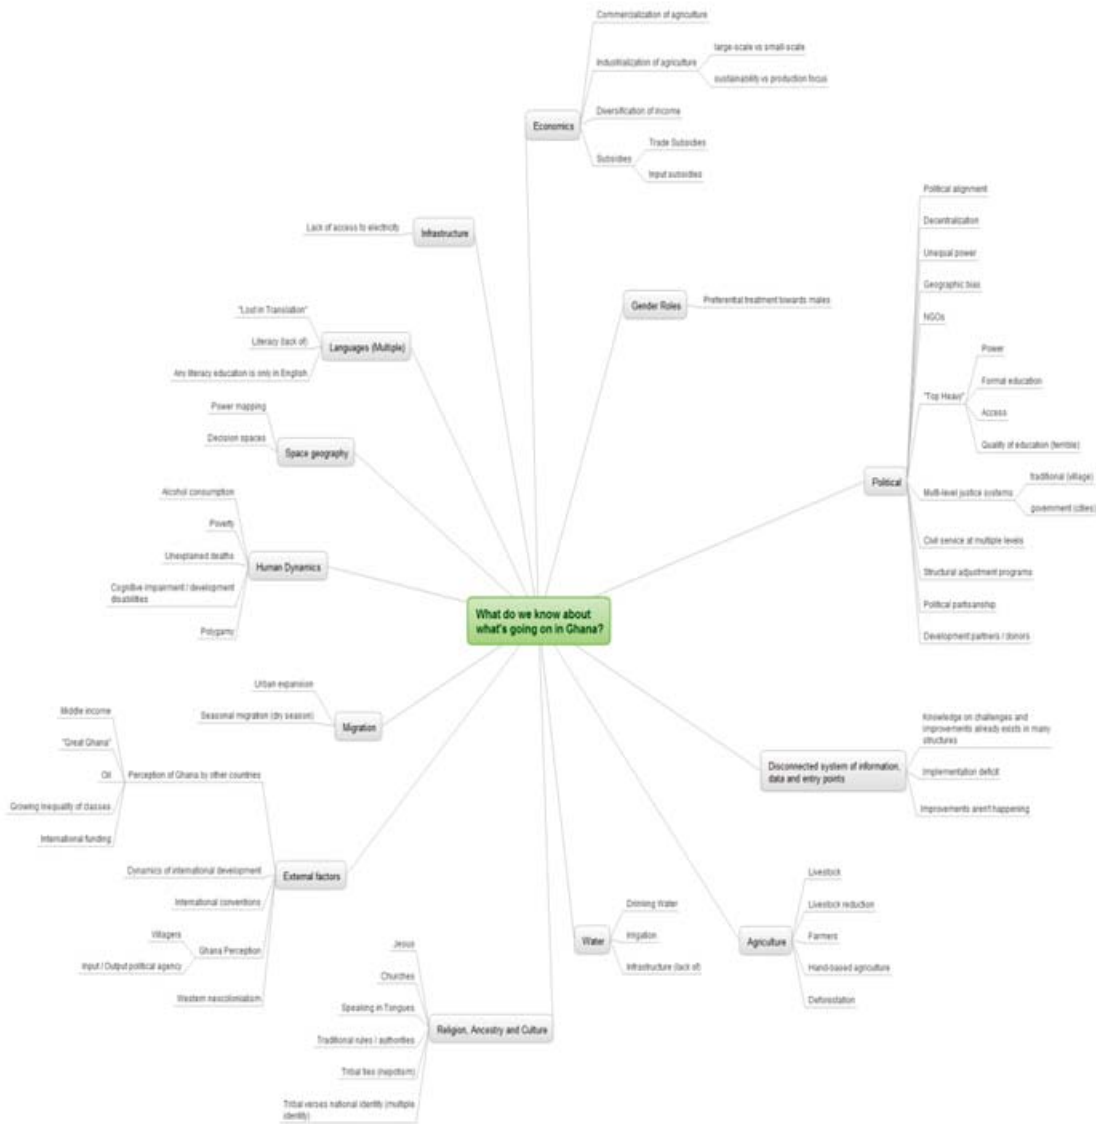 Commercialization of agriculture
large-scale vs small-scale
Industrialization of agriculture
sustainability vs production focus
Diversification of income
Economics
Trade Subsidies
Subsidies
Input subsidies
Political alignment
Decentralization
Unequal power
Geographic bias
NGOs
Power
Formal education
"Top Heavy"
Access
Quality of education (terrible)
Political
traditional (village)
Multi-level justice systems
government (cities)
Civil service at multiple levels
Structural adjustment programs
Political partisanship
Development partners / donors
Lack of access to electricity
Infrastructure
Gender Roles
Preferential treatment towards males
"Lost in Translation"
Literacy (lack of)
Languages (Multiple)
Any literacy education is only in English
Power mapping
Decision spaces
Space geography
Alcohol consumption
Poverty
Unexplained deaths
Human Dynamics
Cognitive impairment / development
disabilities
Polygamy
What do we know about
what's going on in Ghana?
Urban expansion
Seasonal migration (dry season)
Migration
Knowledge on challenges and
improvements already exists in many
structures
Disconnected system of information,
data and entry points
Implementation deficit
Improvements aren't happening
Middle income
"Great Ghana"
Oil
Perception of Ghana by other countries
Growing inequality of classes
International funding
Dynamics of international development
External factors
International conventions
Villagers
Ghana Perception
Input / Output political agency
Western neocolonialism
Livestock
Livestock reduction
Agriculture
Farmers
Hand-based agriculture
Deforestation
Drinking Water
Water
Irrigation
Infrastructure (lack of)
Jesus
Churches
Speaking in Tongues
Religion, Ancestry and Culture
Traditional rules / authorities
Tribal ties (nepotism)
Tribal verses national identity (multiple
identity)